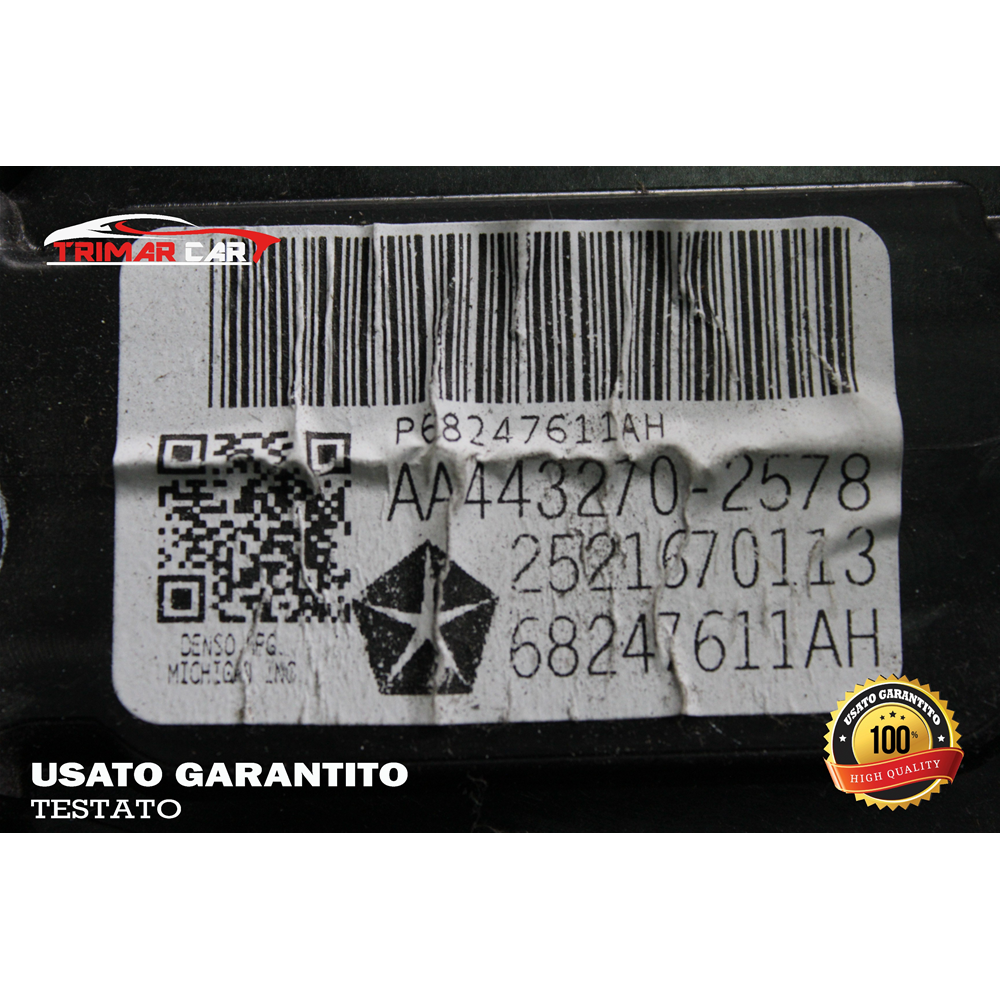 TRIMAR CAR
P68247611AH
AA443270-2578
2521670113
68247611AH
DENSO MFG.
MICHIGAN INC
USATO GARANTITO
TESTATO
USATO GARANTITO
100%
HIGH QUALITY